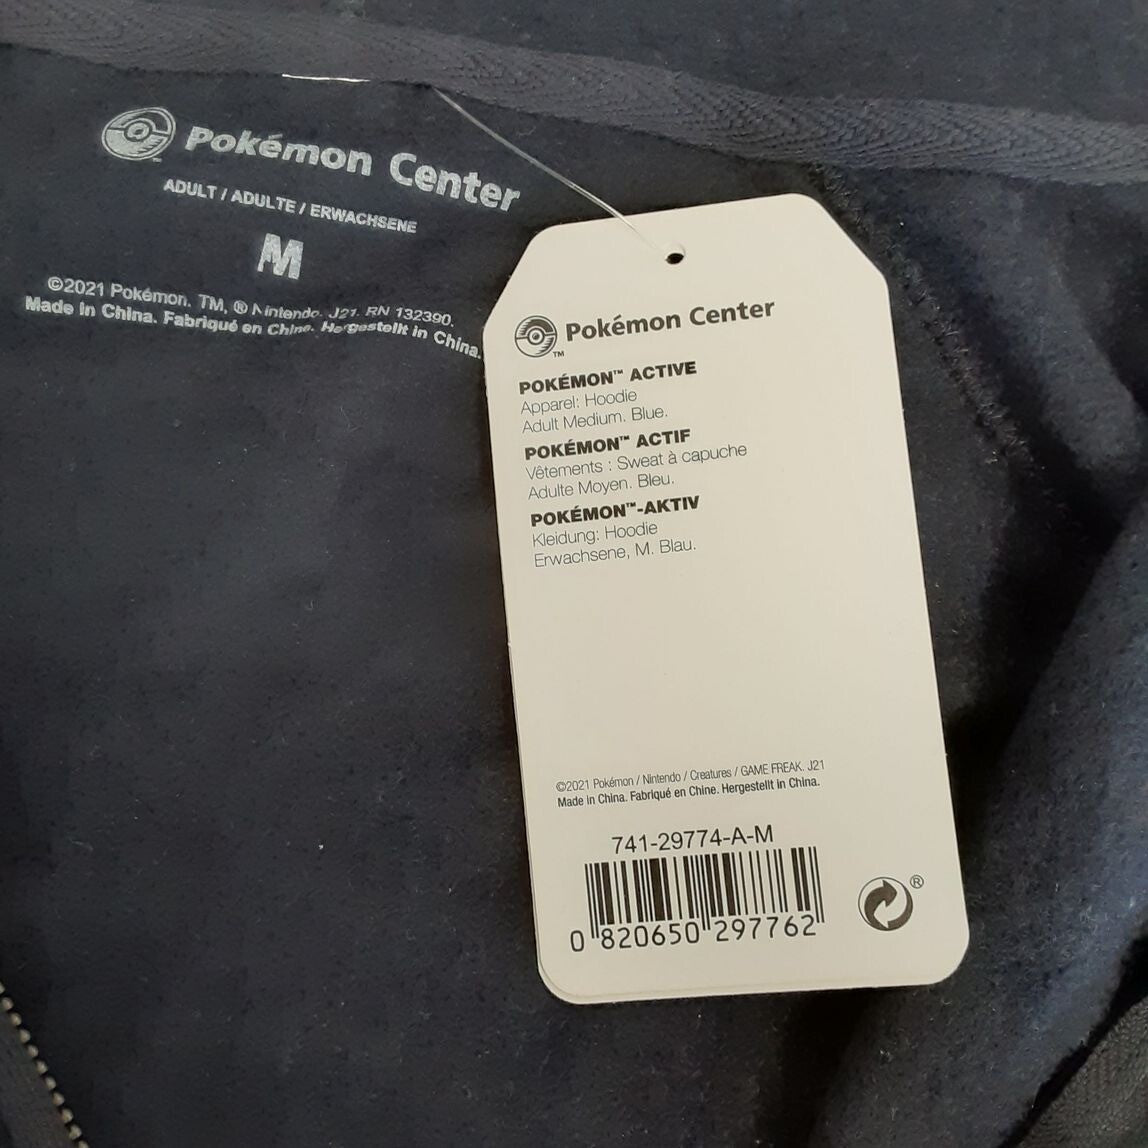 Pokémon Center
™
ADULT / ADULTE / ERWACHSENE
M
©2021 Pokémon. TM, ® Nintendo. J21. RN 132390.
Made in China. Fabriqué en Chine. Hergestellt in China.
Pokémon Center
™
POKÉMON™ ACTIVE
Apparel: Hoodie
Adult Medium. Blue.
POKÉMON™ ACTIF
Vêtements : Sweat à capuche
Adulte Moyen. Bleu.
POKÉMON™-AKTIV
Kleidung: Hoodie
Erwachsene, M. Blau.
©2021 Pokémon / Nintendo / Creatures / GAME FREAK. J21
Made in China. Fabriqué en Chine. Hergestellt in China.
741-29774-A-M
0 820650 297762
®